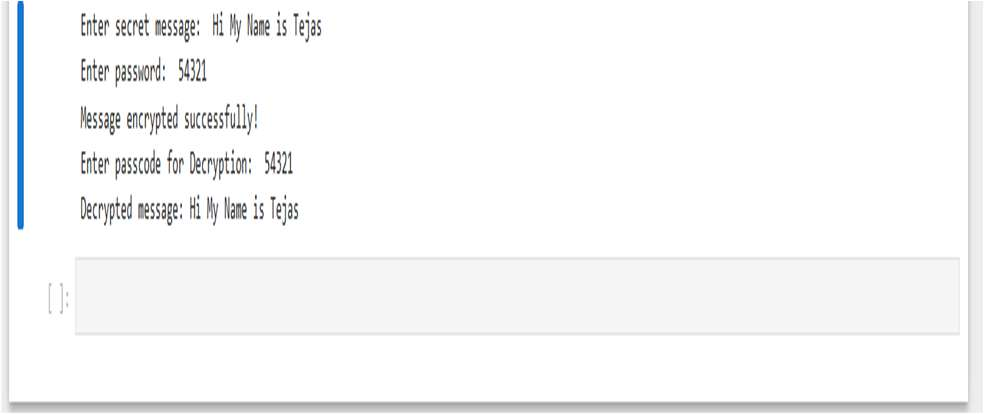 Enter secret message:  Hi My Name is Tejas
Enter password:  54321
Message encrypted successfully!
Enter passcode for Decryption:  54321
Decrypted message: Hi My Name is Tejas
[ ]: